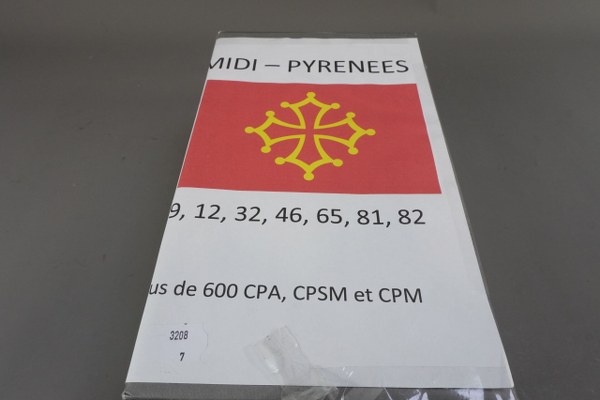 MIDI – PYRENEES
9, 12, 32, 46, 65, 81, 82
us de 600 CPA, CPSM et CPM
3208
7